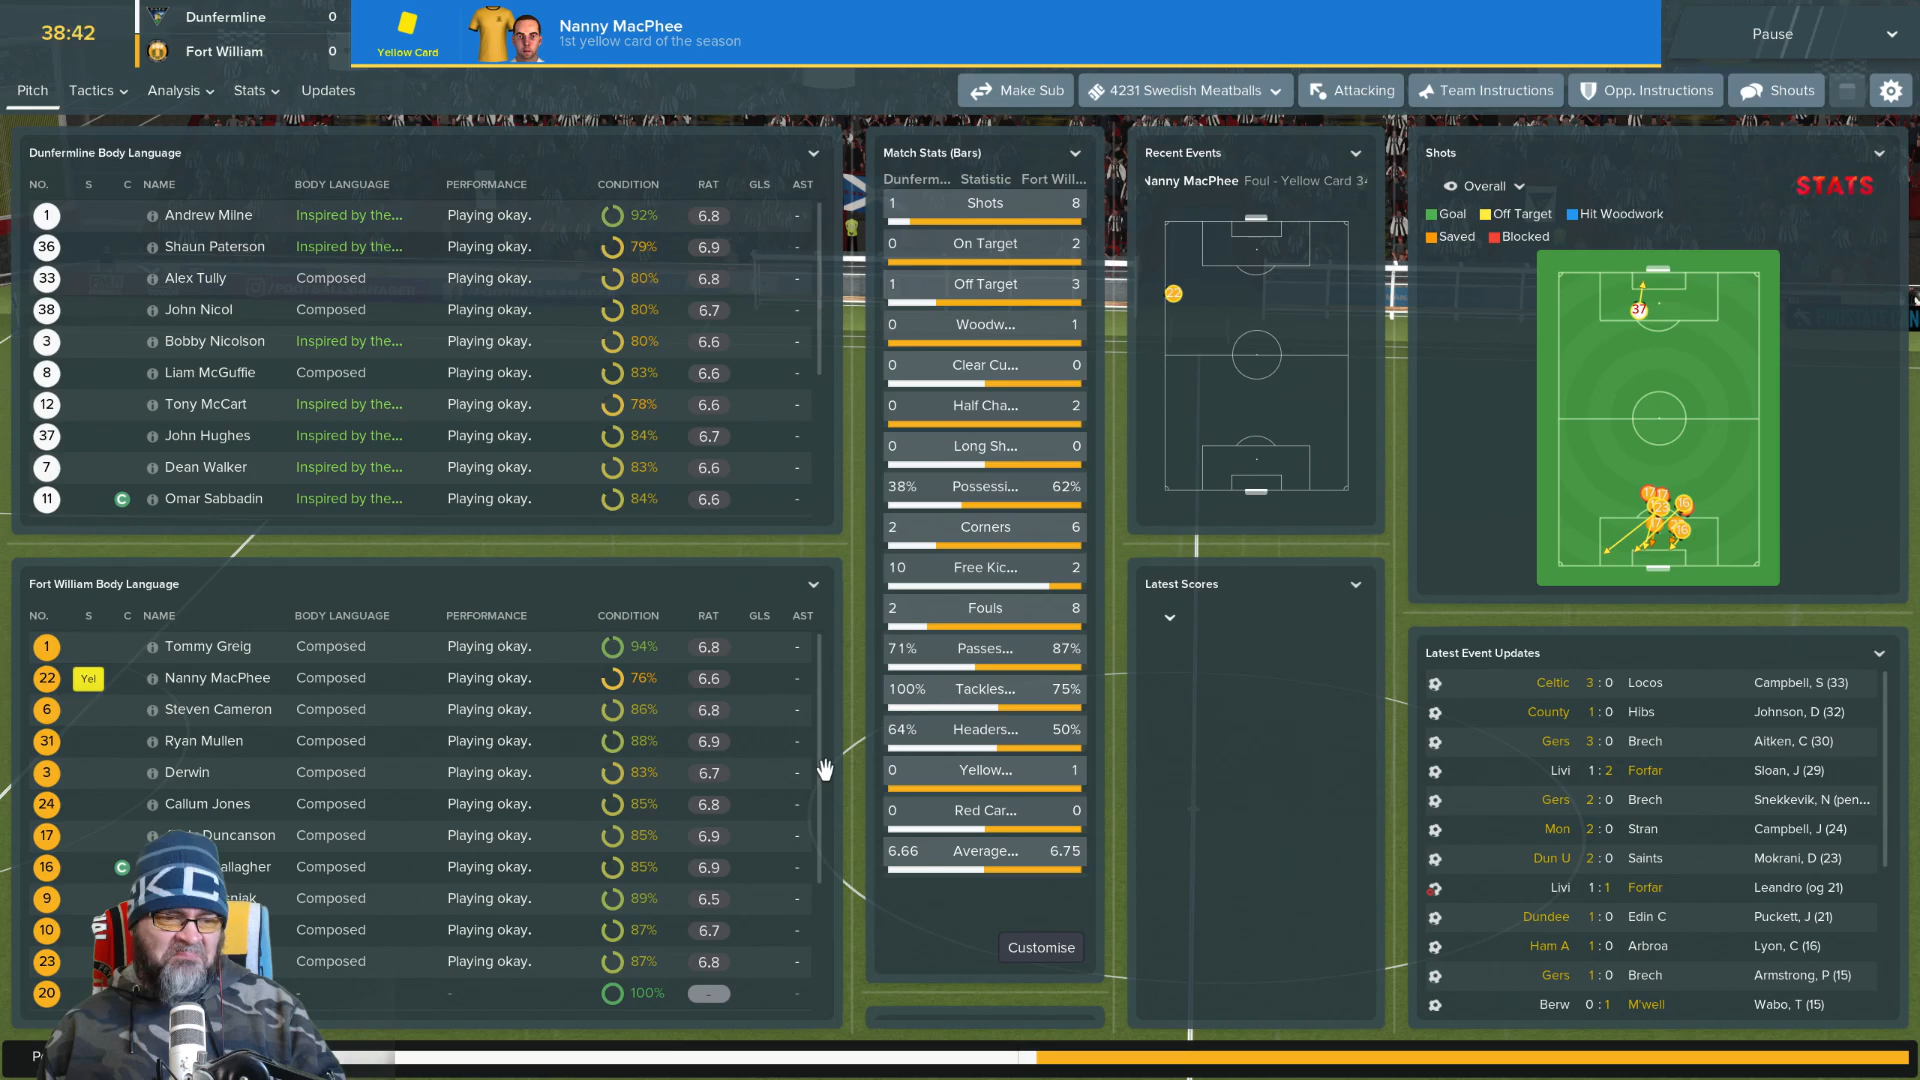 38:42
Dunfermline 0
Fort William 0
Yellow Card
Nanny MacPhee
1st yellow card of the season
Pause
Pitch Tactics Analysis Stats Updates
Make Sub 4231 Swedish Meatballs Attacking Team Instructions Opp. Instructions Shouts
Dunfermline Body Language
NO. S C NAME BODY LANGUAGE PERFORMANCE CONDITION RAT GLS AST
1 Andrew Milne Inspired by the... Playing okay. 92% 6.8 -
36 Shaun Paterson Inspired by the... Playing okay. 79% 6.9 -
33 Alex Tully Composed Playing okay. 80% 6.8 -
38 John Nicol Composed Playing okay. 80% 6.7 -
3 Bobby Nicolson Inspired by the... Playing okay. 80% 6.6 -
8 Liam McGuffie Composed Playing okay. 83% 6.6 -
12 Tony McCart Inspired by the... Playing okay. 78% 6.6 -
37 John Hughes Inspired by the... Playing okay. 84% 6.7 -
7 Dean Walker Inspired by the... Playing okay. 83% 6.6 -
11 C Omar Sabbadin Inspired by the... Playing okay. 84% 6.6 -
Fort William Body Language
NO. S C NAME BODY LANGUAGE PERFORMANCE CONDITION RAT GLS AST
1 Tommy Greig Composed Playing okay. 94% 6.8 -
22 Yel Nanny MacPhee Composed Playing okay. 76% 6.6 -
6 Steven Cameron Composed Playing okay. 86% 6.8 -
31 Ryan Mullen Composed Playing okay. 88% 6.9 -
3 Derwin Composed Playing okay. 83% 6.7 -
24 Callum Jones Composed Playing okay. 85% 6.8 -
17 Duncanson Composed Playing okay. 85% 6.9 -
16 C allagher Composed Playing okay. 85% 6.9 -
9 sniak Composed Playing okay. 89% 6.5 -
10 Composed Playing okay. 87% 6.7 -
23 Composed Playing okay. 87% 6.8 -
20 - - 100% - -
KC
Match Stats (Bars)
Dunferm... Statistic Fort Will...
1 Shots 8
0 On Target 2
1 Off Target 3
0 Woodw... 1
0 Clear Cu... 0
0 Half Cha... 2
0 Long Sh... 0
38% Possessi... 62%
2 Corners 6
10 Free Kic... 2
2 Fouls 8
71% Passes... 87%
100% Tackles... 75%
64% Headers... 50%
0 Yellow... 1
0 Red Car... 0
6.66 Average... 6.75
Customise
Recent Events
Nanny MacPhee Foul - Yellow Card 34
22
Latest Scores
Shots
Overall
STATS
Goal Off Target Hit Woodwork
Saved Blocked
37
17 17 16
23
17 16
Latest Event Updates
Celtic 3 : 0 Locos Campbell, S (33)
County 1 : 0 Hibs Johnson, D (32)
Gers 3 : 0 Brech Aitken, C (30)
Livi 1 : 2 Forfar Sloan, J (29)
Gers 2 : 0 Brech Snekkevik, N (pen...
Mon 2 : 0 Stran Campbell, J (24)
Dun U 2 : 0 Saints Mokrani, D (23)
Livi 1 : 1 Forfar Leandro (og 21)
Dundee 1 : 0 Edin C Puckett, J (21)
Ham A 1 : 0 Arbroa Lyon, C (16)
Gers 1 : 0 Brech Armstrong, P (15)
Berw 0 : 1 M'well Wabo, T (15)